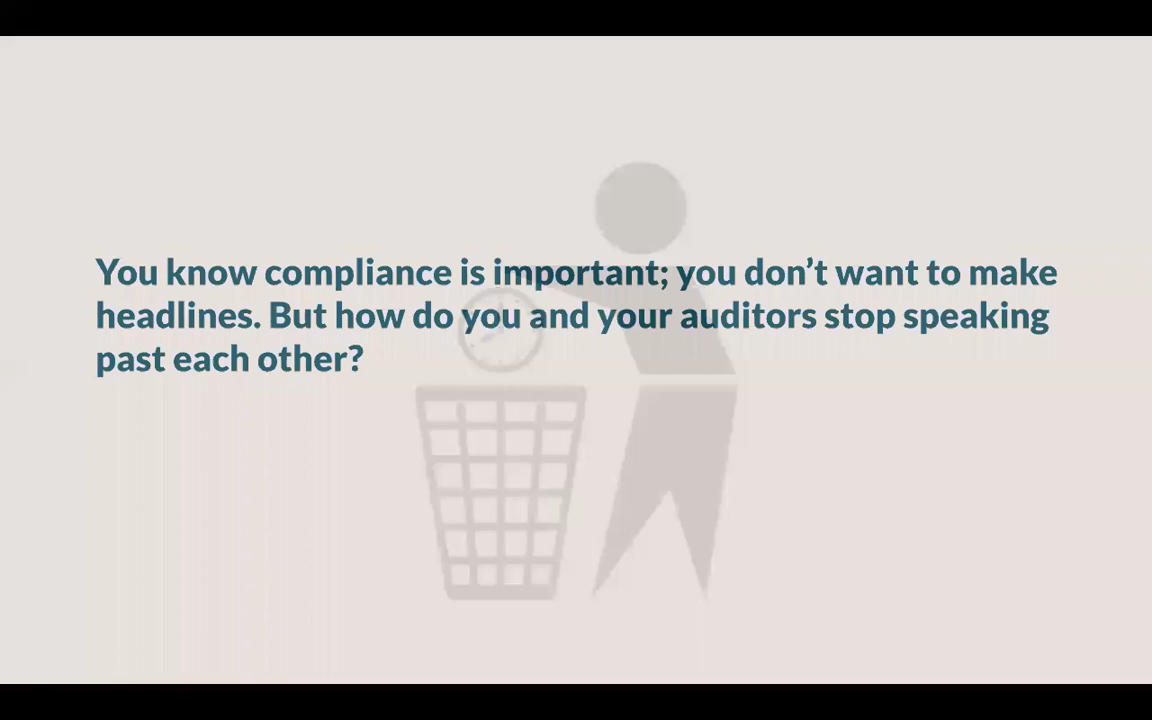 You know compliance is important; you don’t want to make
headlines. But how do you and your auditors stop speaking
past each other?